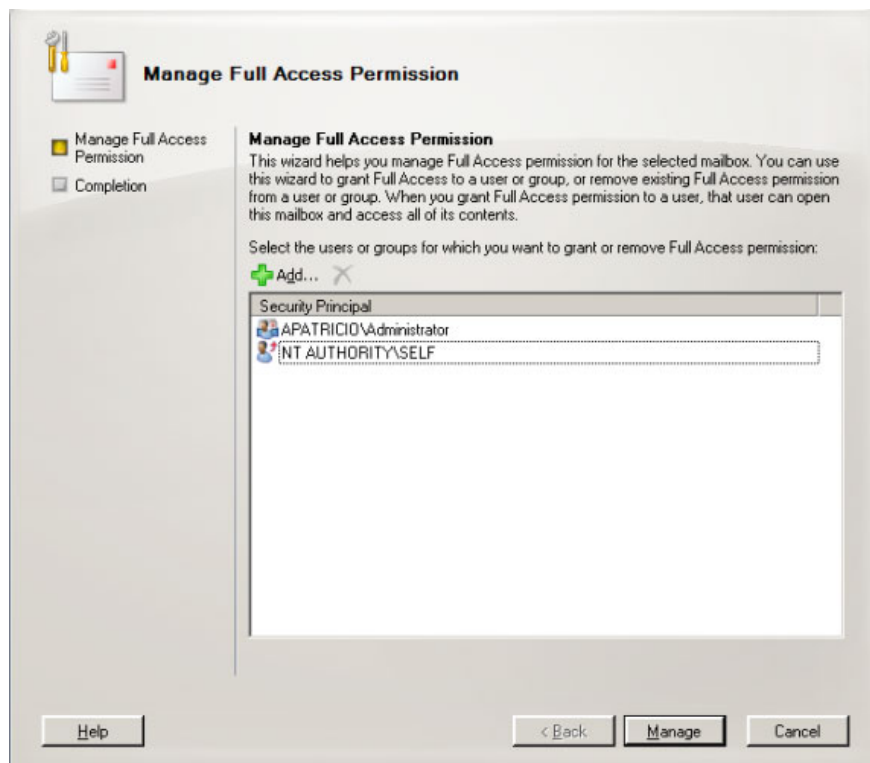 Manage Full Access Permission
Manage Full Access
Permission
Completion
Manage Full Access Permission
This wizard helps you manage Full Access permission for the selected mailbox. You can use
this wizard to grant Full Access to a user or group, or remove existing Full Access permission
from a user or group. When you grant Full Access permission to a user, that user can open
this mailbox and access all of its contents.
Select the users or groups for which you want to grant or remove Full Access permission:
Add...
Security Principal
APATRICIO\Administrator
NT AUTHORITY\SELF
Help
< Back
Manage
Cancel